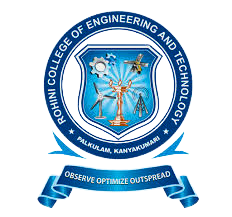 ROHINI COLLEGE OF ENGINEERING AND TECHNOLOGY
PALKULAM, KANYAKUMARI
OBSERVE OPTIMIZE OUTSPREAD